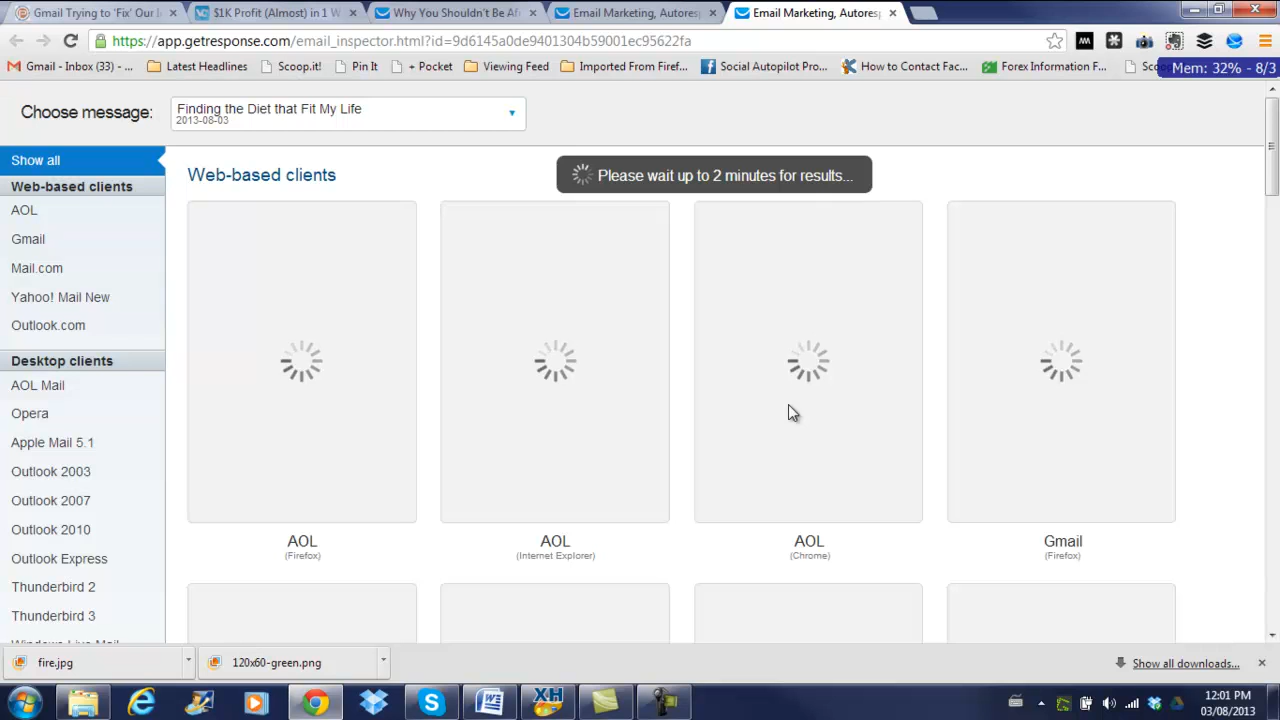 Gmail Trying to 'Fix' Our I
$1K Profit (Almost) in 1 W
Why You Shouldn't Be Af
Email Marketing, Autoresp
Email Marketing, Autoresp
https://app.getresponse.com/email_inspector.html?id=9d6145a0de9401304b59001ec95622fa
Gmail - Inbox (33) - ...
Latest Headlines
Scoop.it!
Pin It
+ Pocket
Viewing Feed
Imported From Firef...
Social Autopilot Pro...
How to Contact Fac...
Forex Information F...
Mem: 32% - 8/3
Choose message:
Finding the Diet that Fit My Life
2013-08-03
Show all
Web-based clients
AOL
Gmail
Mail.com
Yahoo! Mail New
Outlook.com
Desktop clients
AOL Mail
Opera
Apple Mail 5.1
Outlook 2003
Outlook 2007
Outlook 2010
Outlook Express
Thunderbird 2
Thunderbird 3
Windows Live Mail
Web-based clients
Please wait up to 2 minutes for results...
AOL
(Firefox)
AOL
(Internet Explorer)
AOL
(Chrome)
Gmail
(Firefox)
fire.jpg
120x60-green.png
Show all downloads...
12:01 PM
03/08/2013